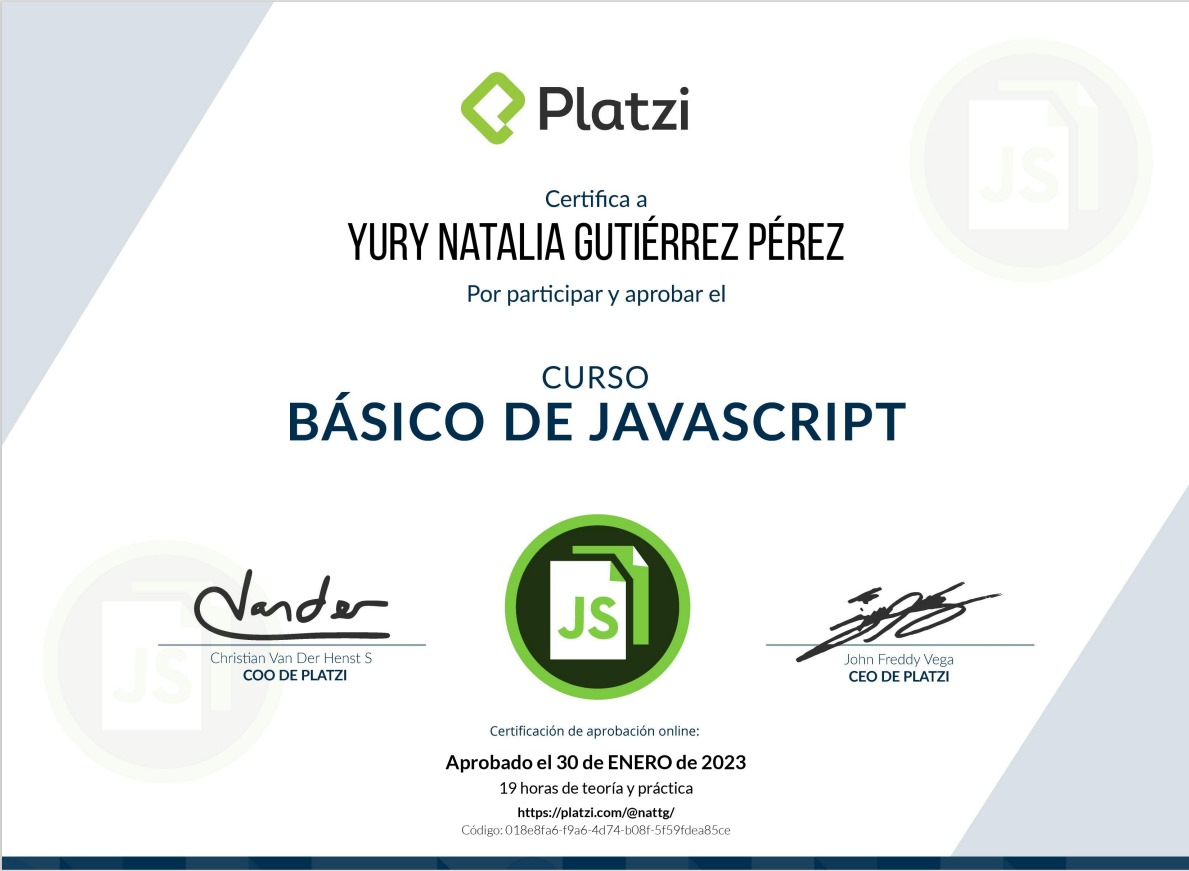 Platzi
JS
Certifica a
YURY NATALIA GUTIÉRREZ PÉREZ
Por participar y aprobar el
CURSO
BÁSICO DE JAVASCRIPT
Vander
JS
JS
Christian Van Der Henst S
COO DE PLATZI
John Freddy Vega
CEO DE PLATZI
Certificación de aprobación online:
Aprobado el 30 de ENERO de 2023
19 horas de teoría y práctica
https://platzi.com/@nattg/
Código: 018e8fa6-f9a6-4d74-b08f-5f59fdea85ce